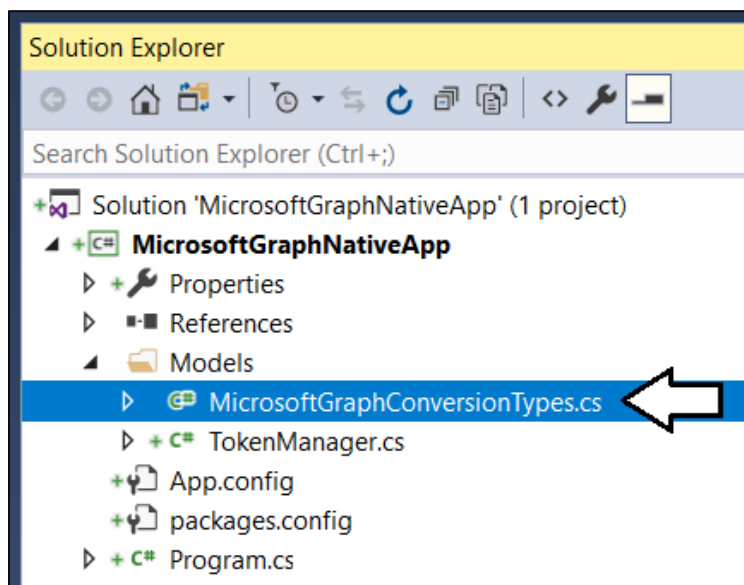 Solution Explorer
Search Solution Explorer (Ctrl+;)
Solution 'MicrosoftGraphNativeApp' (1 project)
C# MicrosoftGraphNativeApp
Properties
References
Models
C# MicrosoftGraphConversionTypes.cs
C# TokenManager.cs
App.config
packages.config
C# Program.cs